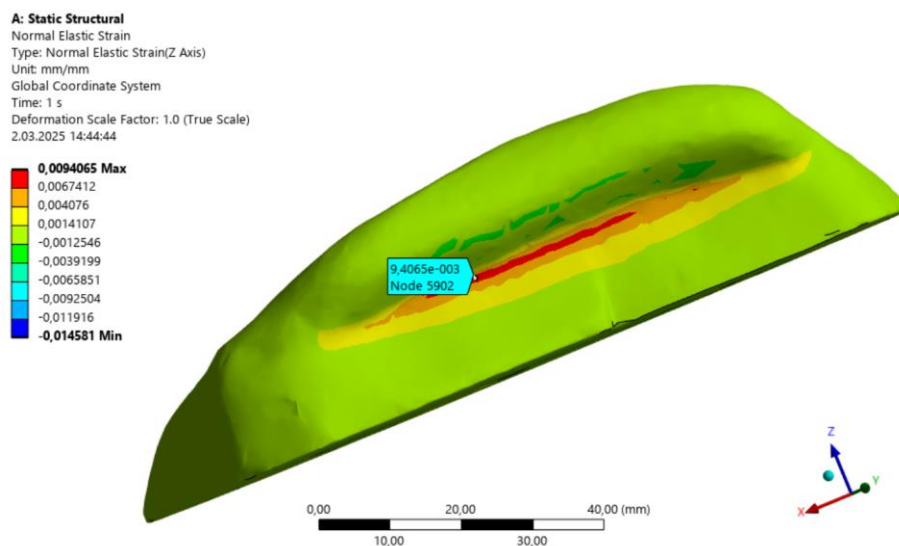 A: Static Structural
Normal Elastic Strain
Type: Normal Elastic Strain(Z Axis)
Unit: mm/mm
Global Coordinate System
Time: 1 s
Deformation Scale Factor: 1.0 (True Scale)
2.03.2025 14:44:44
0,0094065 Max
0,0067412
0,004076
0,0014107
-0,0012546
-0,0039199
-0,0065851
-0,0092504
-0,011916
-0,014581 Min
9,4065e-003
Node 5902
Z
Y
X
0,00 20,00 40,00 (mm)
10,00 30,00